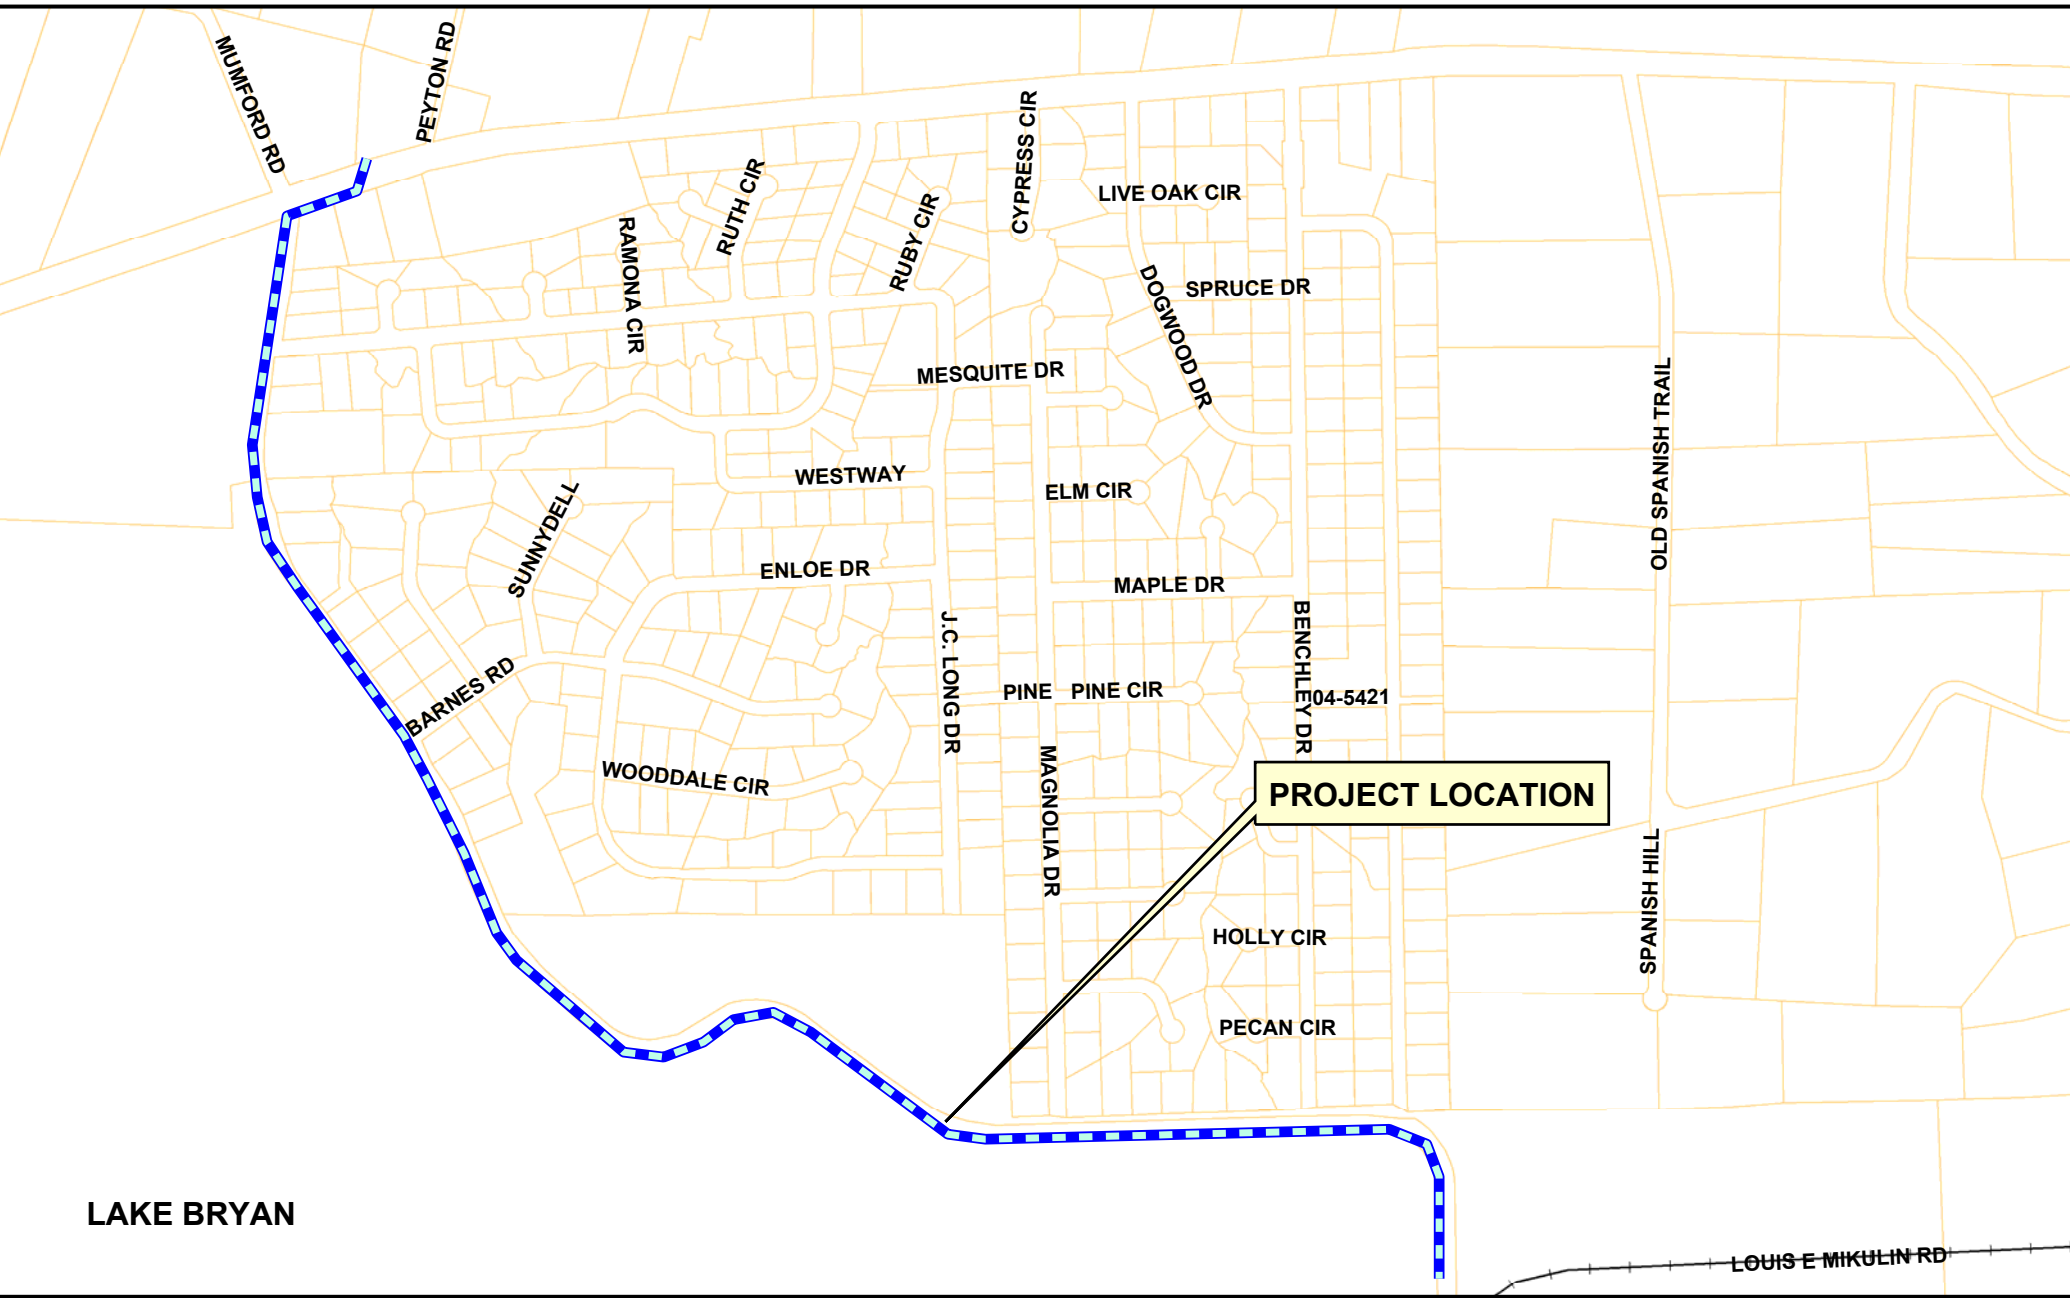 MUMFORD RD
PEYTON RD
CYPRESS CIR
RUTH CIR
LIVE OAK CIR
RUBY CIR
RAMONA CIR
DOGWOOD DR
SPRUCE DR
MESQUITE DR
OLD SPANISH TRAIL
WESTWAY
ELM CIR
SUNNYDELL
ENLOE DR
MAPLE DR
J.C. LONG DR
BENCHLEY DR
BARNES RD
PINE
PINE CIR
04-5421
MAGNOLIA DR
WOODDALE CIR
PROJECT LOCATION
SPANISH HILL
HOLLY CIR
PECAN CIR
LAKE BRYAN
LOUIS E MIKULIN RD